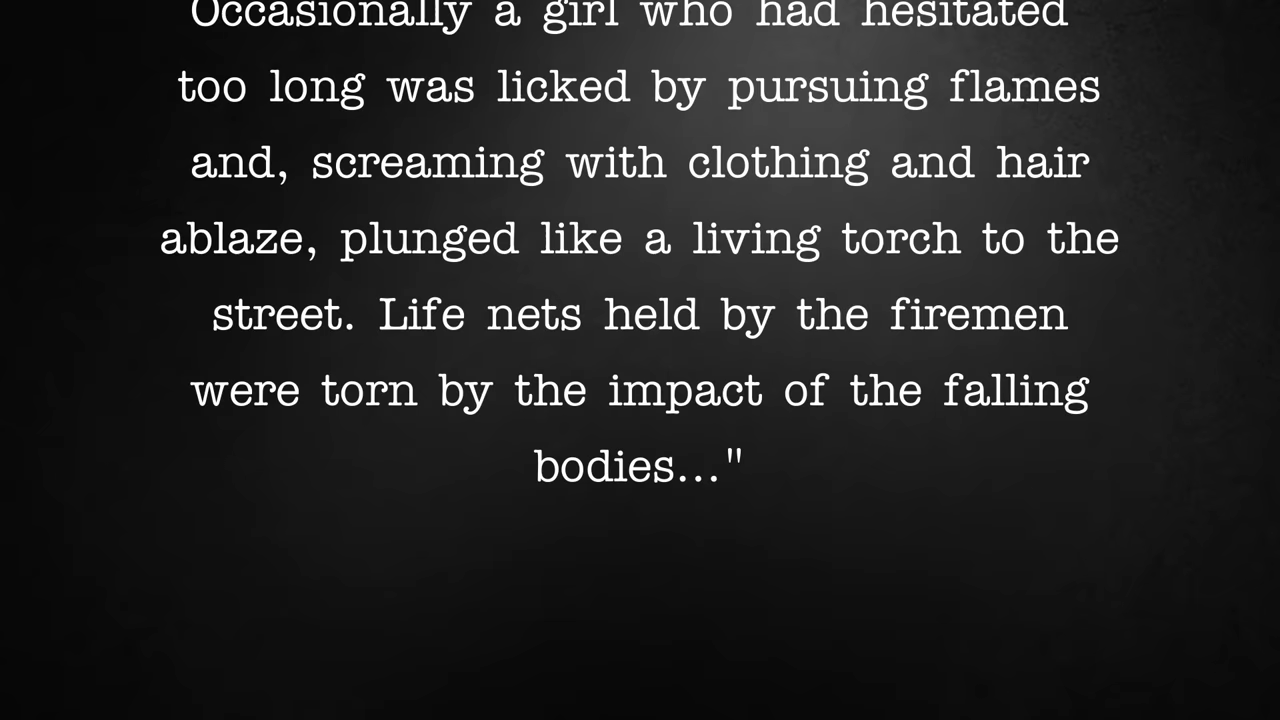 Occasionally a girl who had hesitated
too long was licked by pursuing flames
and, screaming with clothing and hair
ablaze, plunged like a living torch to the
street. Life nets held by the firemen
were torn by the impact of the falling
bodies..."